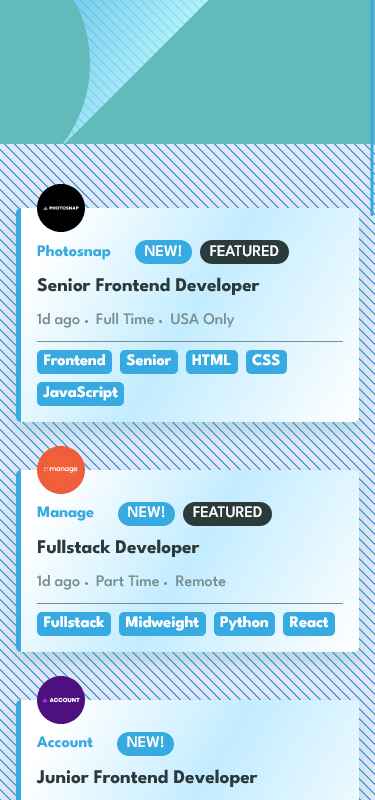 PHOTOSNAP
Photosnap NEW! FEATURED
Senior Frontend Developer
1d ago • Full Time • USA Only
Frontend Senior HTML CSS
JavaScript
manage
Manage NEW! FEATURED
Fullstack Developer
1d ago • Part Time • Remote
Fullstack Midweight Python React
ACCOUNT
Account NEW!
Junior Frontend Developer